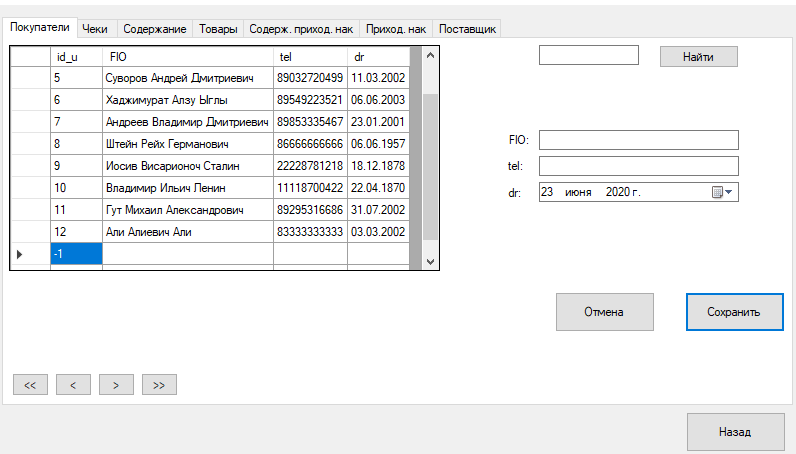 Покупатели Чеки Содержание Товары Содерж. приход. нак Приход. нак Поставщик
id_u FIO tel dr
5 Суворов Андрей Дмитриевич 89032720499 11.03.2002
6 Хаджимурат Алзу Ыглы 89549223521 06.06.2003
7 Андреев Владимир Дмитриевич 89853335467 23.01.2001
8 Штейн Рейх Германович 86666666666 06.06.1957
9 Иосив Висарионоч Сталин 22228781218 18.12.1878
10 Владимир Ильич Ленин 11118700422 22.04.1870
11 Гут Михаил Александрович 89295316686 31.07.2002
12 Али Алиевич Али 83333333333 03.03.2002
-1
Найти
FIO:
tel:
dr: 23 июня 2020 г.
Отмена Сохранить
<< < > >>
Назад